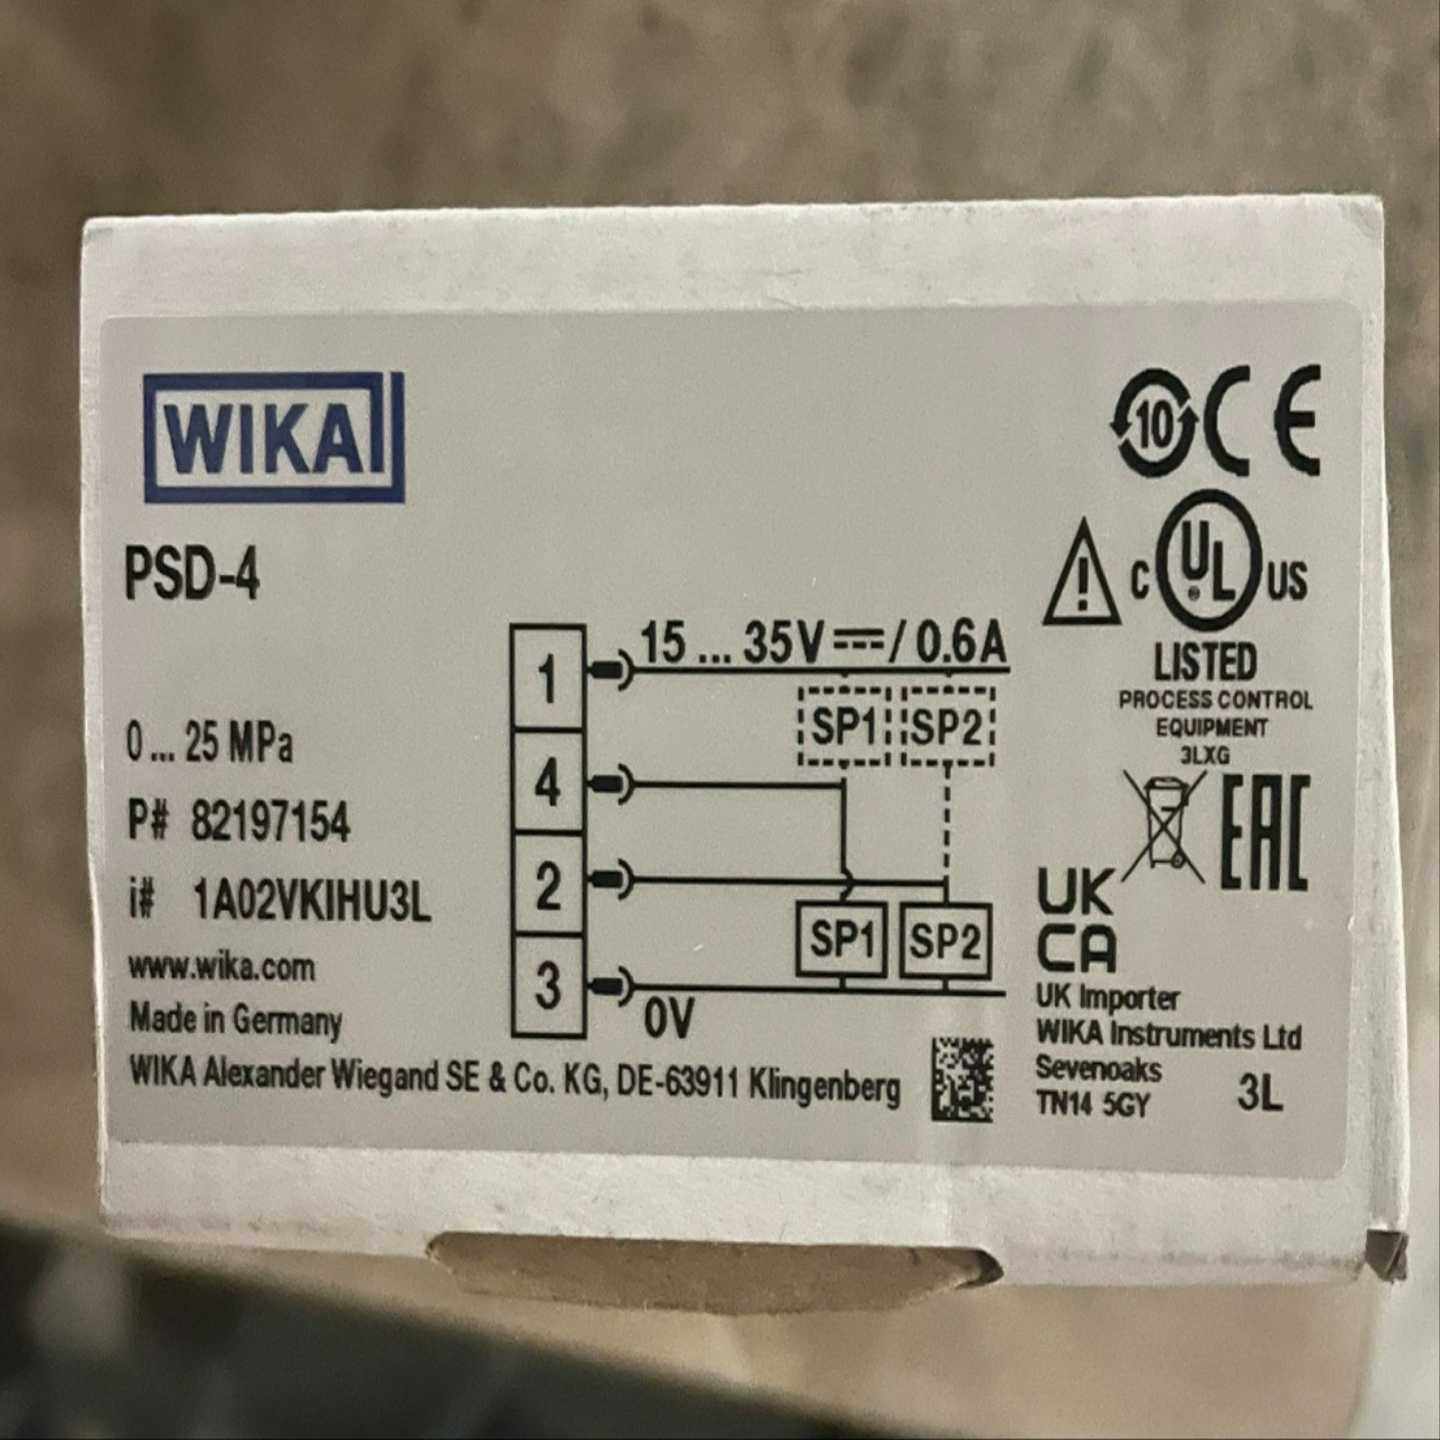 WIKA
PSD-4
0 ... 25 MPa
P# 82197154
i# 1A02VKIHU3L
www.wika.com
Made in Germany
WIKA Alexander Wiegand SE & Co. KG, DE-63911 Klingenberg
1
4
2
3
15 ... 35V⎓/ 0.6A
SP1 SP2
SP1 SP2
0V
10 CE
C UL® US
LISTED
PROCESS CONTROL
EQUIPMENT
3LXG
EAC
UK
CA
UK Importer
WIKA Instruments Ltd
Sevenoaks
TN14 5GY
3L